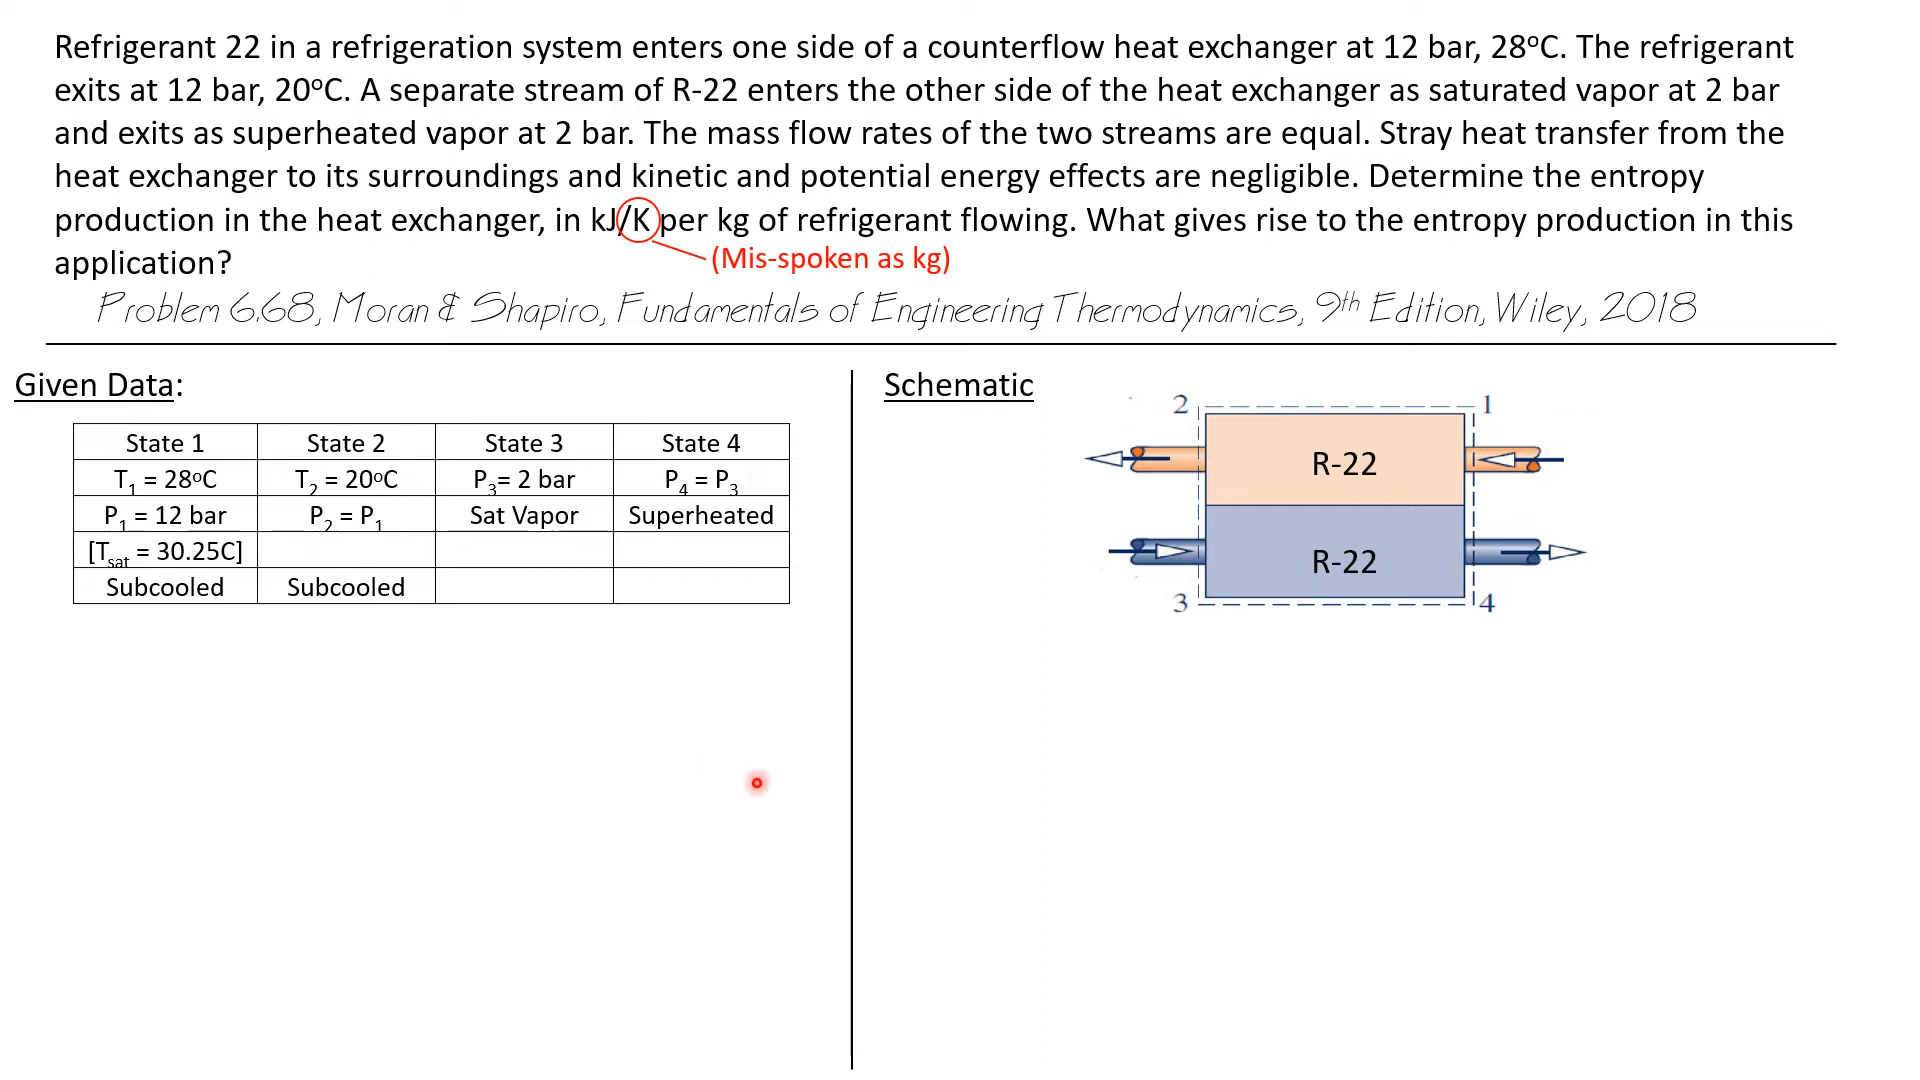 Refrigerant 22 in a refrigeration system enters one side of a counterflow heat exchanger at 12 bar, 28ºC. The refrigerant
exits at 12 bar, 20ºC. A separate stream of R-22 enters the other side of the heat exchanger as saturated vapor at 2 bar
and exits as superheated vapor at 2 bar. The mass flow rates of the two streams are equal. Stray heat transfer from the
heat exchanger to its surroundings and kinetic and potential energy effects are negligible. Determine the entropy
production in the heat exchanger, in kJ/K per kg of refrigerant flowing. What gives rise to the entropy production in this
application?
(Mis-spoken as kg)
Problem 6.68, Moran & Shapiro, Fundamentals of Engineering Thermodynamics, 9th Edition, Wiley, 2018
Given Data:
State 1 State 2 State 3 State 4
T1 = 28ºC T2 = 20ºC P3= 2 bar P4 = P3
P1 = 12 bar P2 = P1 Sat Vapor Superheated
[Tsat = 30.25C]
Subcooled Subcooled
Schematic
2 1
R-22
R-22
3 4